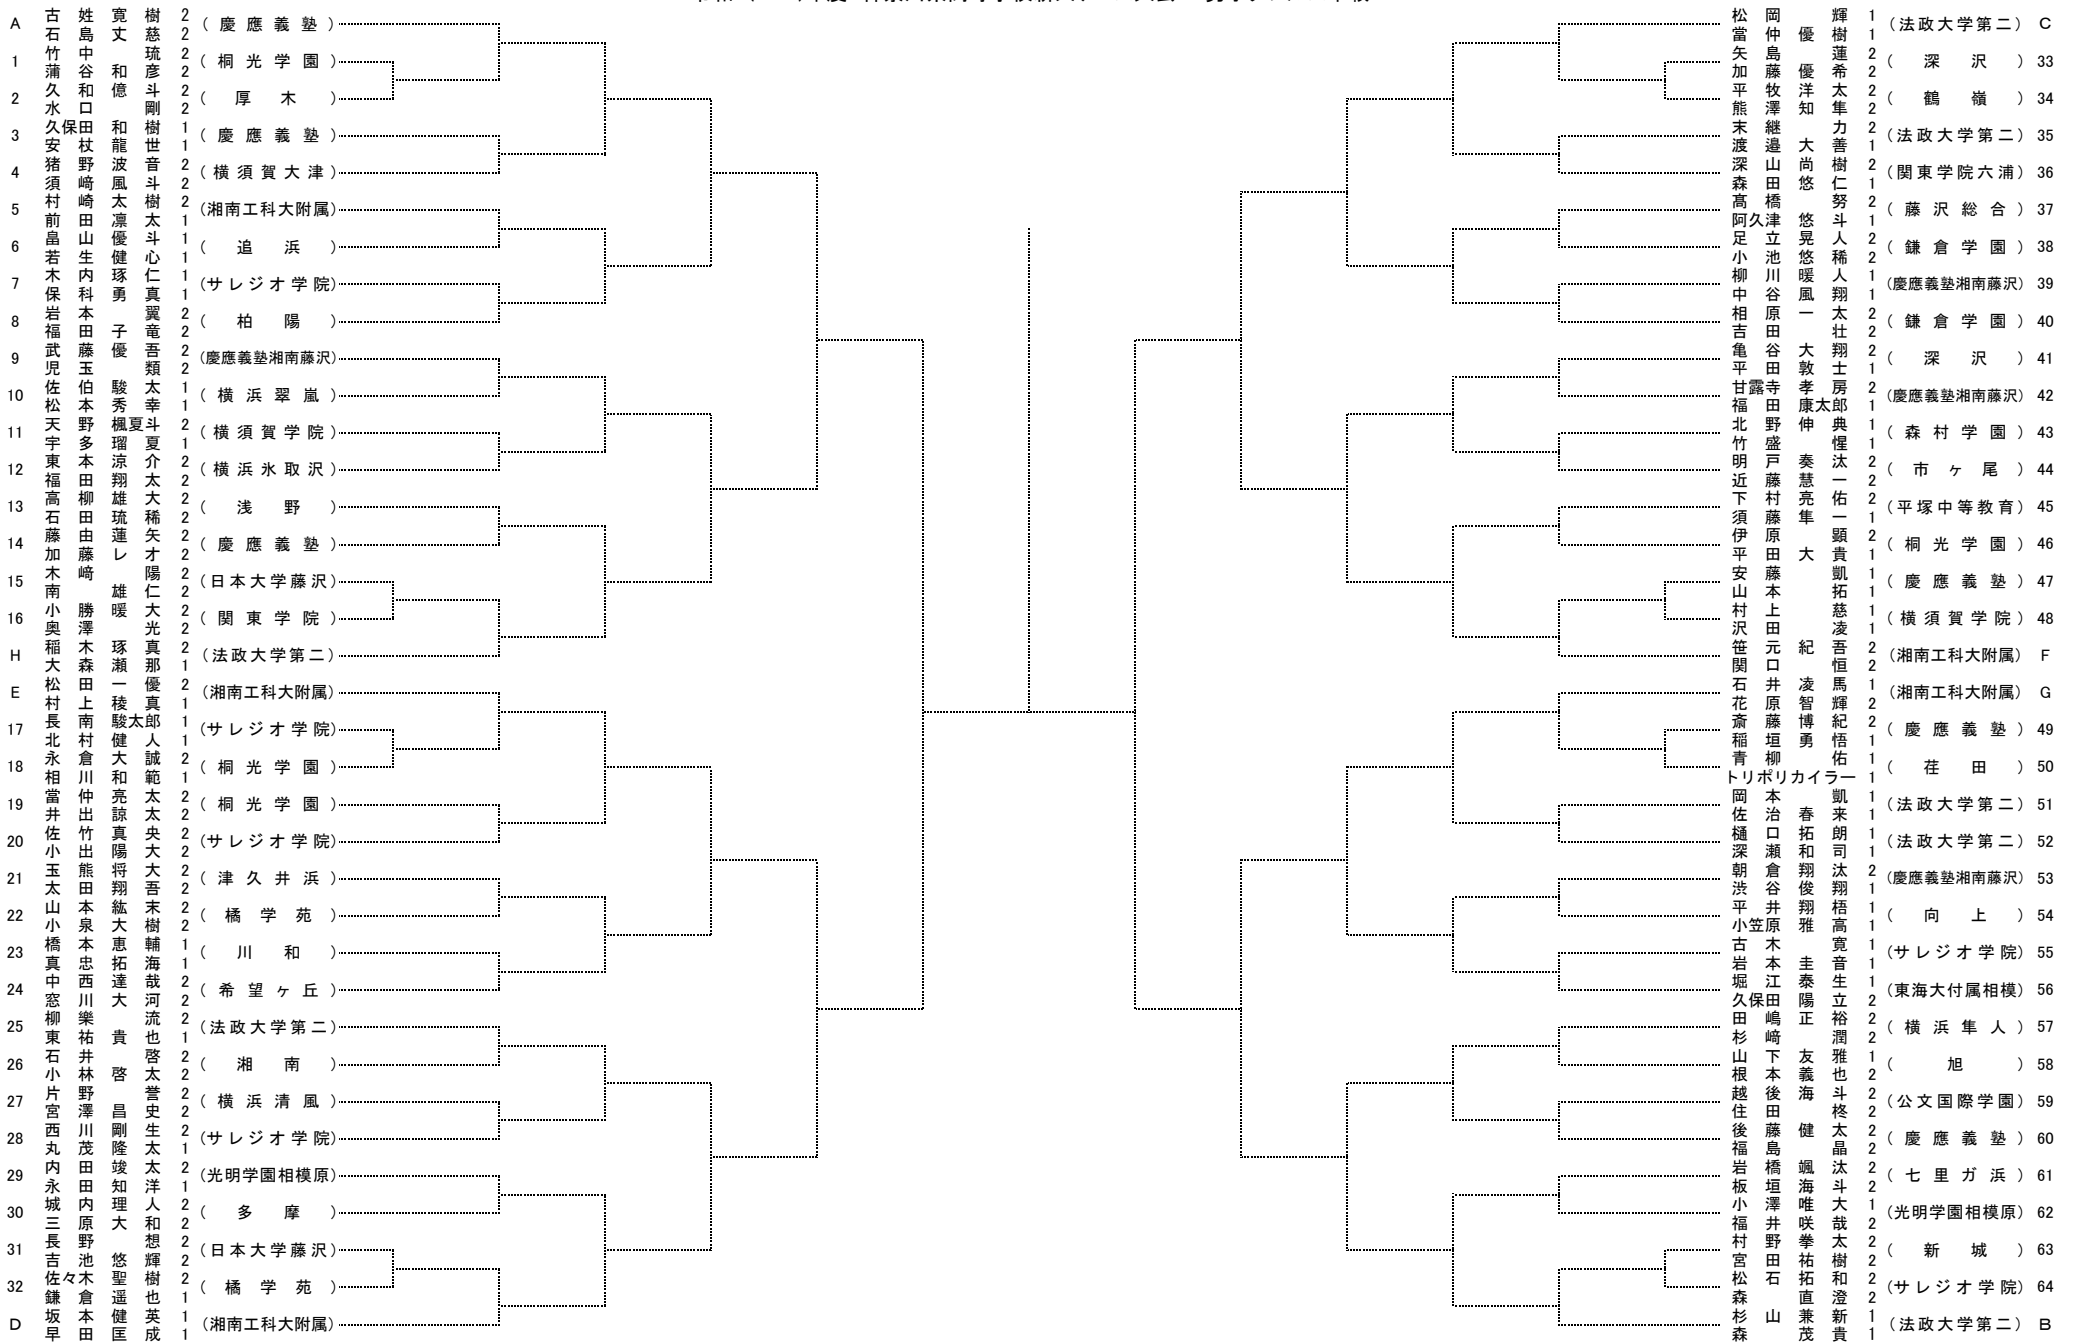 A 古姓寛樹 2 (慶應義塾)
石島丈慈 2
1 竹中琉 2 (桐光学園)
蒲谷和彦 2
2 久和億斗 2 (厚木)
水口剛 2
3 久保田和樹 1 (慶應義塾)
安杖龍世 1
4 猪野波音 2 (横須賀大津)
須﨑風斗 2
5 村崎太樹 2 (湘南工科大附属)
前田凛太 1
6 畠山優斗 1 (追浜)
若生健心 1
7 木内琢仁 1 (サレジオ学院)
保科勇真 1
8 岩本翼 2 (柏陽)
福田子竜 2
9 武藤優吾 2 (慶應義塾湘南藤沢)
児玉類 2
10 佐伯駿太 1 (横浜翠嵐)
松本秀幸 1
11 天野楓夏斗 2 (横須賀学院)
宇多瑠夏 1
12 東本涼介 2 (横浜氷取沢)
福田翔太 2
13 高柳雄大 2 (浅野)
石田琉稀 2
14 藤由蓮矢 2 (慶應義塾)
加藤レオ 2
15 木﨑陽 2 (日本大学藤沢)
南雄仁 2
16 小勝暖大 2 (関東学院)
奥澤光 2
H 稲木琢真 2 (法政大学第二)
大森瀬那 1
E 松田一優 2 (湘南工科大附属)
村上稜真 1
17 長南駿太郎 1 (サレジオ学院)
北村健人 1
18 永倉大誠 2 (桐光学園)
相川和範 1
19 當仲亮太 2 (桐光学園)
井出諒太 2
20 佐竹真央 2 (サレジオ学院)
小出陽大 2
21 玉熊将大 2 (津久井浜)
太田翔吾 2
22 山本紘末 2 (橘学苑)
小泉大樹 2
23 橋本恵輔 1 (川和)
真忠拓海 1
24 中西達哉 2 (希望ヶ丘)
窓川大河 2
25 柳樂流 2 (法政大学第二)
東祐貴也 1
26 石井啓 2 (湘南)
小林啓太 2
27 片野誉 2 (横浜清風)
宮澤昌史 2
28 西川剛生 2 (サレジオ学院)
丸茂隆太 1
29 内田竣太 2 (光明学園相模原)
永田知洋 1
30 城内理人 2 (多摩)
三原大和 2
31 長野想 2 (日本大学藤沢)
吉池悠輝 2
32 佐々木聖樹 2 (橘学苑)
鎌倉遥也 1
D 坂本健英 1 (湘南工科大附属)
早田匡成 1
松岡輝 1 (法政大学第二) C
當仲優樹 1
矢島蓮 2 (深沢) 33
加藤優希 2
平牧洋太 2 (鶴嶺) 34
熊澤知隼 2
末継力 2 (法政大学第二) 35
渡邉大善 1
深山尚樹 2 (関東学院六浦) 36
森田悠仁 1
髙橋努 2 (藤沢総合) 37
阿久津悠斗 1
足立晃人 2 (鎌倉学園) 38
小池悠稀 2
柳川暖人 1 (慶應義塾湘南藤沢) 39
中谷風翔 1
相原一太 2 (鎌倉学園) 40
吉田壮 2
亀谷大翔 2 (深沢) 41
平田敦士 1
甘露寺孝房 2 (慶應義塾湘南藤沢) 42
福田康太郎 1
北野伸典 1 (森村学園) 43
竹盛惺 1
明戸奏汰 2 (市ヶ尾) 44
近藤慧一 2
下村亮佑 2 (平塚中等教育) 45
須藤隼一 1
伊原顕 2 (桐光学園) 46
平田大貴 1
安藤凱 1 (慶應義塾) 47
山本拓 1
村上慈 1 (横須賀学院) 48
沢田凌 1
笹元紀吾 2 (湘南工科大附属) F
関口恒 2
石井凌馬 1 (湘南工科大附属) G
花原智輝 2
斎藤博紀 2 (慶應義塾) 49
稲垣勇悟 1
青柳佑 1 (荏田) 50
トリポリカイラー 1
岡本凱 1 (法政大学第二) 51
佐治春来 1
樋口拓朗 1 (法政大学第二) 52
深瀬和司 1
朝倉翔汰 2 (慶應義塾湘南藤沢) 53
渋谷俊翔 1
平井翔梧 1 (向上) 54
小笠原雅高 1
古木寛 1 (サレジオ学院) 55
岩本圭音 1
堀江泰生 1 (東海大付属相模) 56
久保田陽立 2
田嶋正裕 2 (横浜隼人) 57
杉﨑潤 2
山下友雅 1 (旭) 58
根本義也 2
越後海斗 2 (公文国際学園) 59
住田柊 2
後藤健太 2 (慶應義塾) 60
福島晶 2
岩橋颯汰 2 (七里ガ浜) 61
板垣海斗 2
小澤唯大 1 (光明学園相模原) 62
福井咲哉 2
村野拳太 2 (新城) 63
宮田祐樹 2
松石拓和 2 (サレジオ学院) 64
森直澄 2
杉山兼新 1 (法政大学第二) B
森茂貴 1